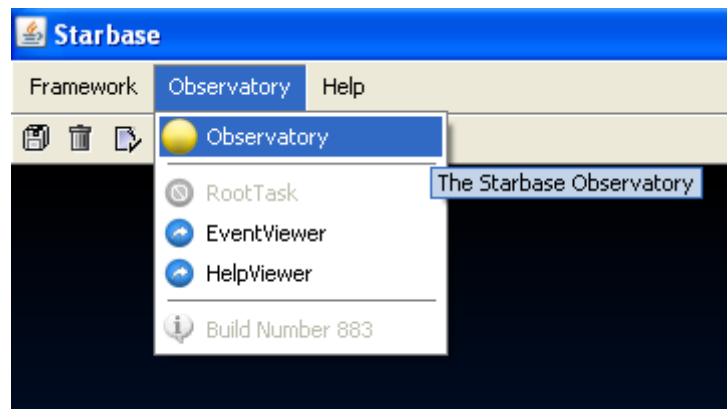 Starbase
Framework Observatory Help
Observatory
The Starbase Observatory
RootTask
EventViewer
HelpViewer
Build Number 883